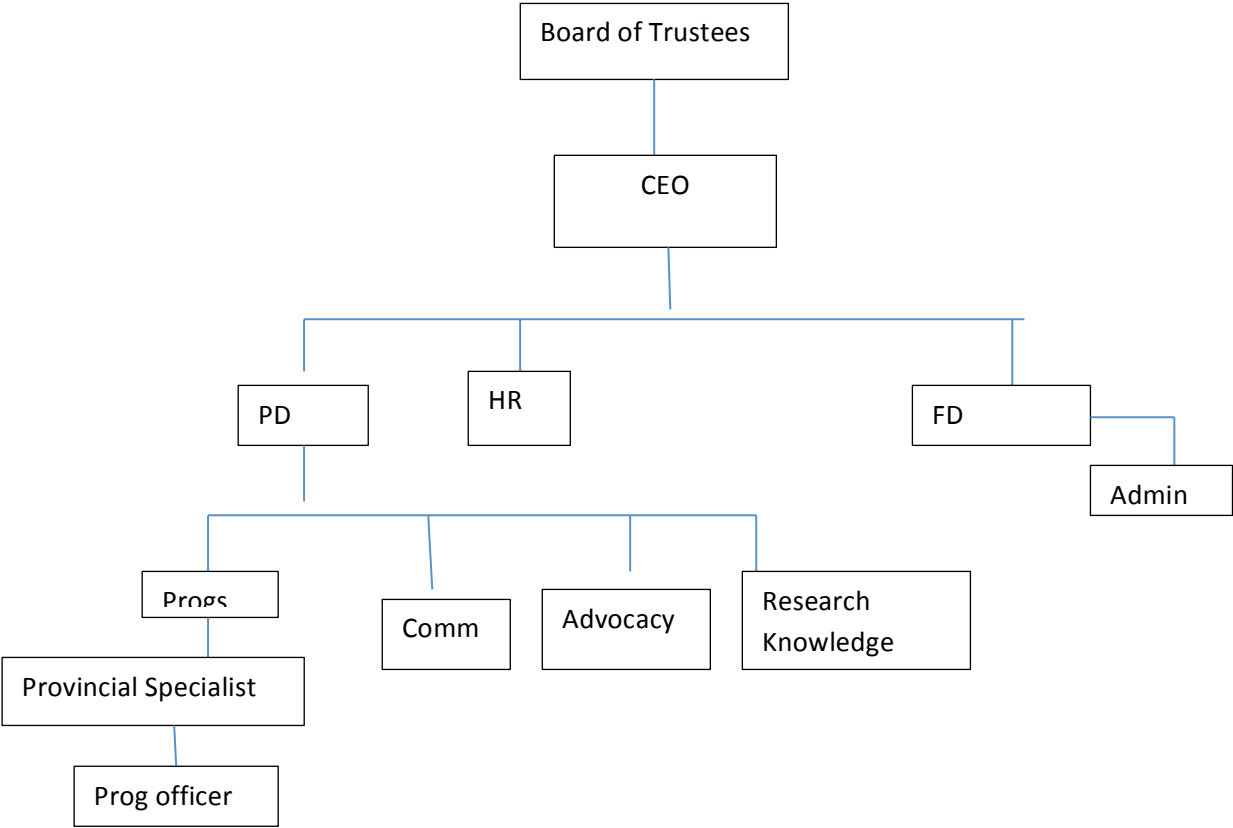 Board of Trustees
CEO
PD
HR
FD
Admin
Progs
Comm
Advocacy
Research
Knowledge
Provincial Specialist
Prog officer